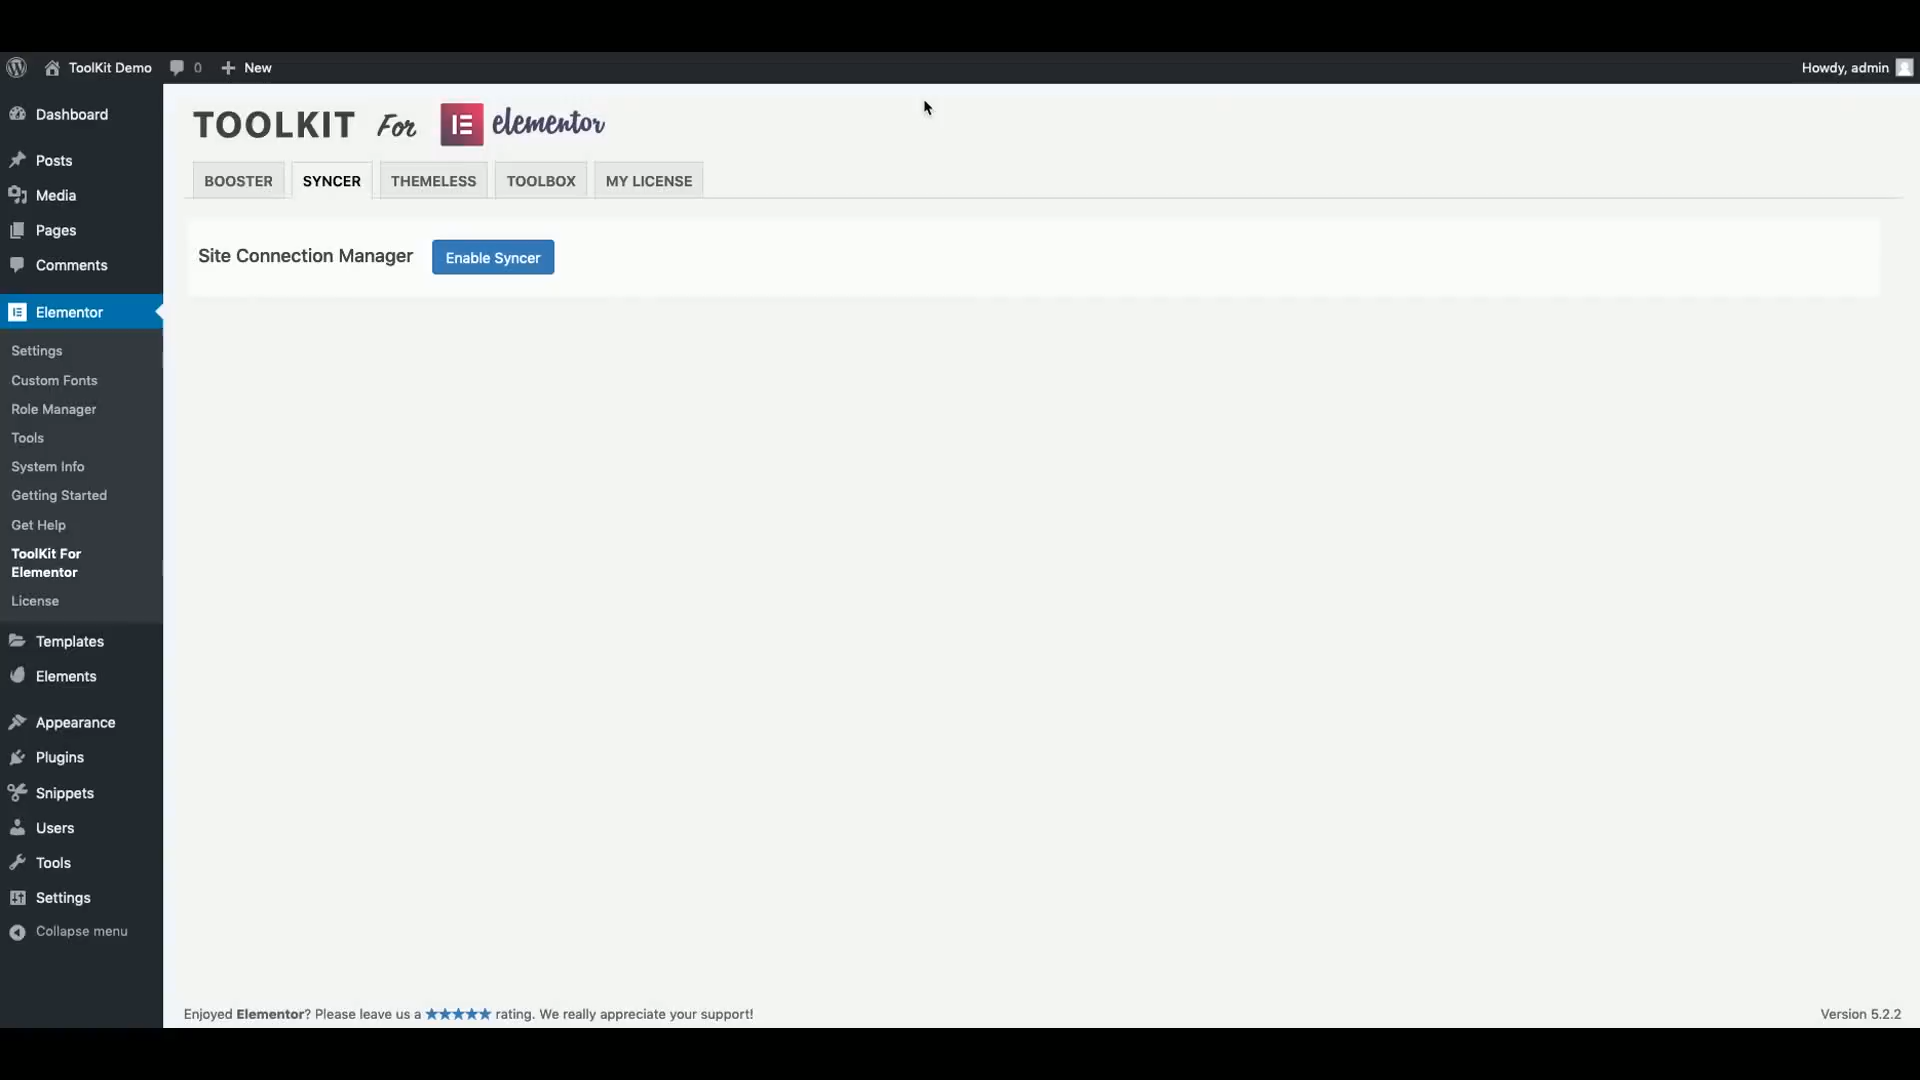 ToolKit Demo 0 New Howdy, admin
Dashboard
Posts
Media
Pages
Comments
Elementor
Settings
Custom Fonts
Role Manager
Tools
System Info
Getting Started
Get Help
ToolKit For
Elementor
License
Templates
Elements
Appearance
Plugins
Snippets
Users
Tools
Settings
Collapse menu
TOOLKIT For elementor
BOOSTER SYNCER THEMELESS TOOLBOX MY LICENSE
Site Connection Manager Enable Syncer
Enjoyed Elementor? Please leave us a ★★★★★ rating. We really appreciate your support! Version 5.2.2